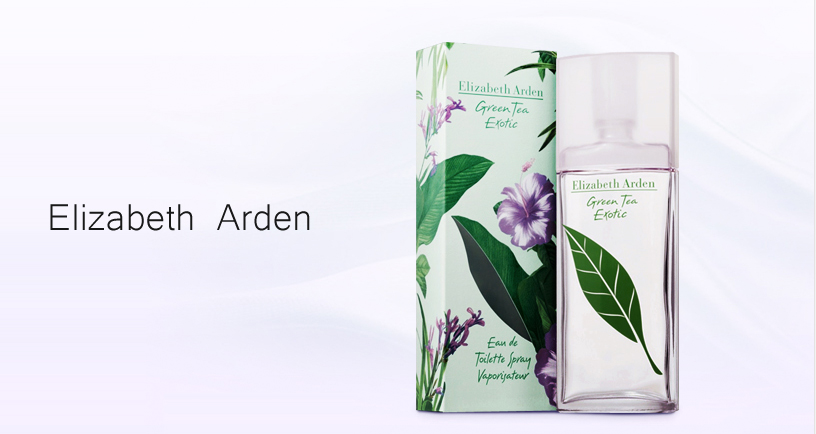 Elizabeth Arden
Elizabeth Arden
Green Tea
Exotic
Eau de
Toilette Spray
Vaporisateur
Elizabeth Arden
Green Tea
Exotic